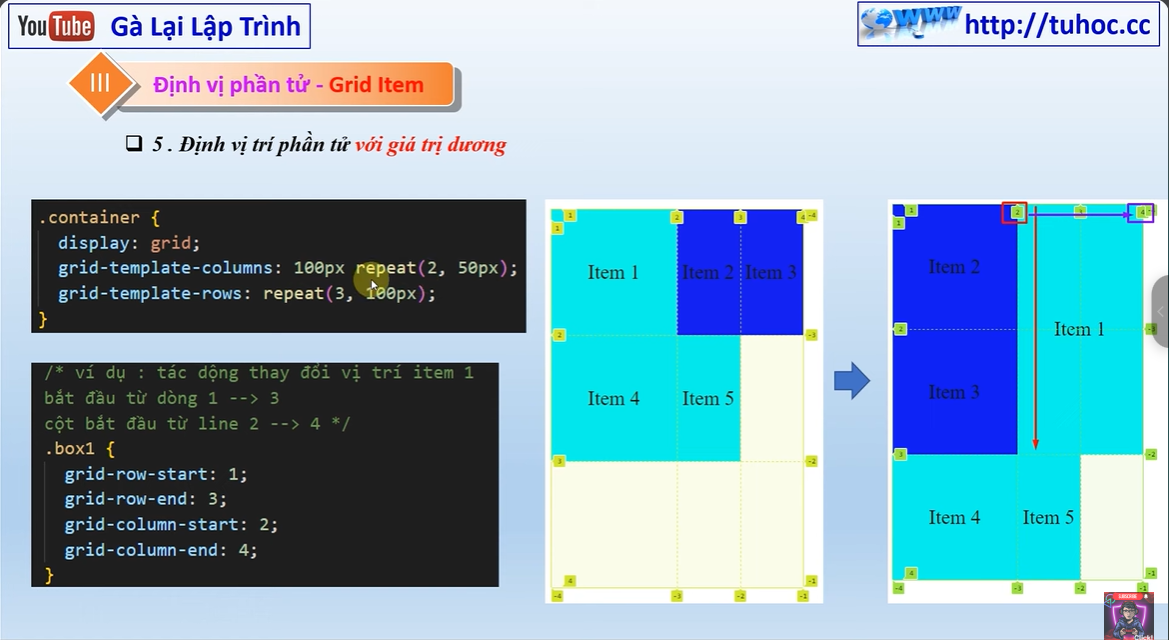 YouTube Gà Lại Lập Trình
http://tuhoc.cc
III
Định vị phần tử - Grid Item
5 . Định vị trí phần tử với giá trị dương
.container {
display: grid;
grid-template-columns: 100px repeat(2, 50px);
grid-template-rows: repeat(3, 100px);
}
/* ví dụ : tác dộng thay đổi vị trí item 1
bắt đầu từ dòng 1 --> 3
cột bắt đầu từ line 2 --> 4 */
.box1 {
grid-row-start: 1;
grid-row-end: 3;
grid-column-start: 2;
grid-column-end: 4;
}
1 2 3 4 -4
1
Item 1 Item 2 Item 3
2 -3
Item 4 Item 5
3 -2
4 -1
-4 -3 -2 -1
1 2 3 4
1
Item 2
2
Item 1
Item 3
3 -2
Item 4 Item 5
4 -1
-4 -3 -2 -1
SUBSCRIBE